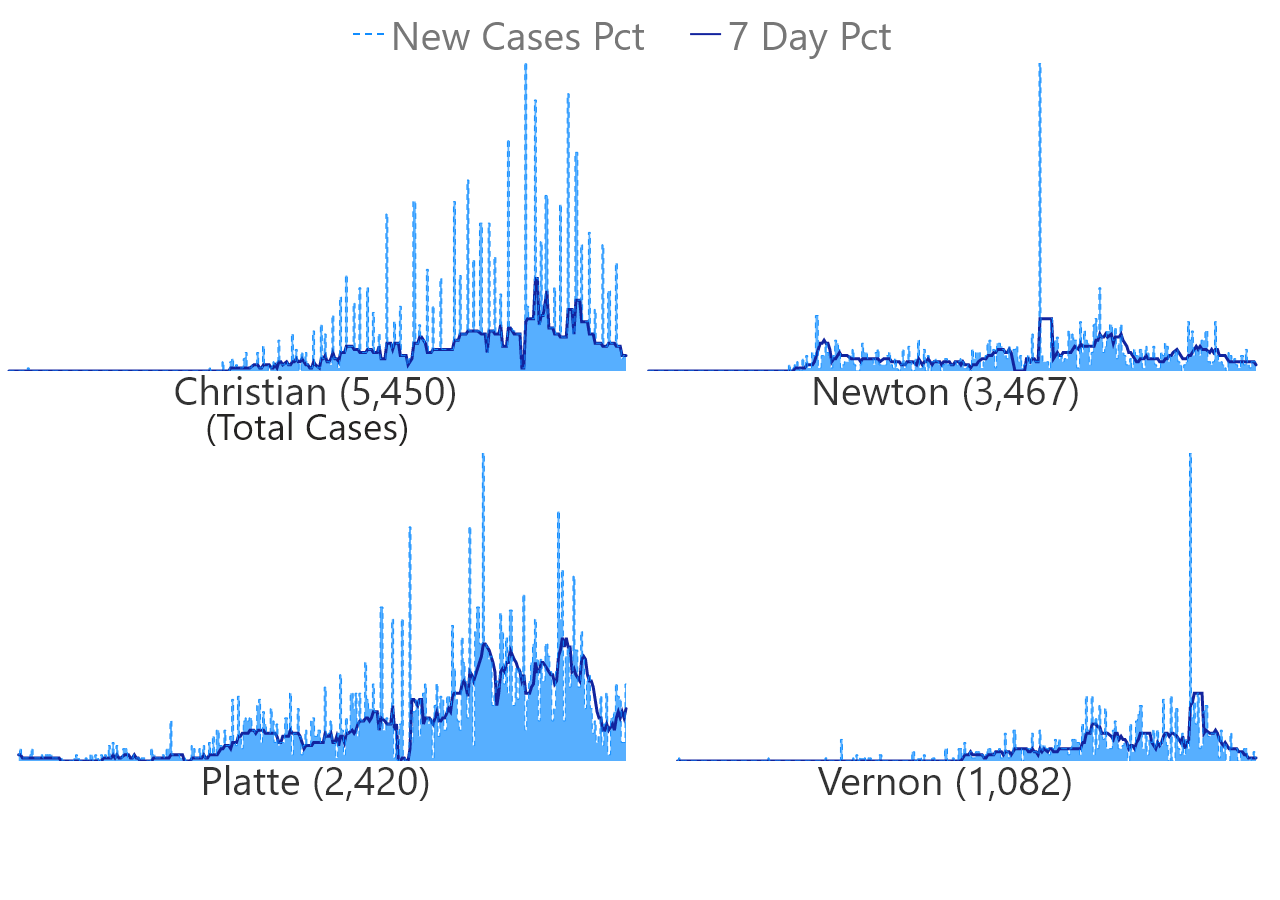 New Cases Pct 7 Day Pct
Christian (5,450) Newton (3,467)
(Total Cases)
Platte (2,420) Vernon (1,082)